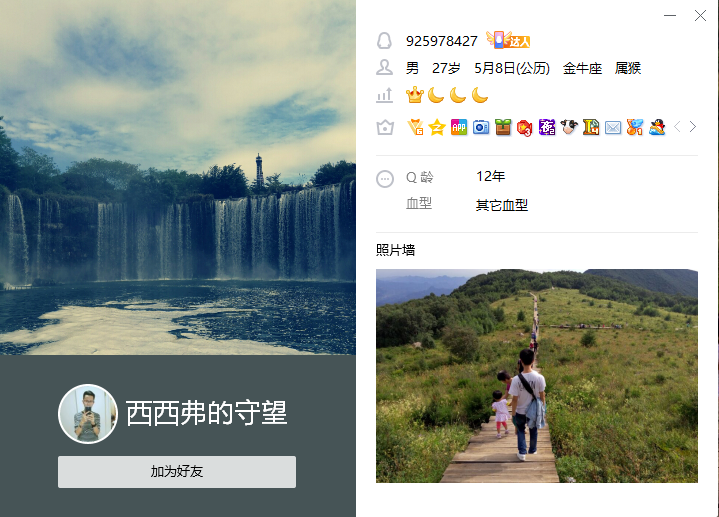 925978427 达人
男 27岁 5月8日(公历) 金牛座 属猴
APP
Q 龄 12年
血型 其它血型
照片墙
西西弗的守望
加为好友